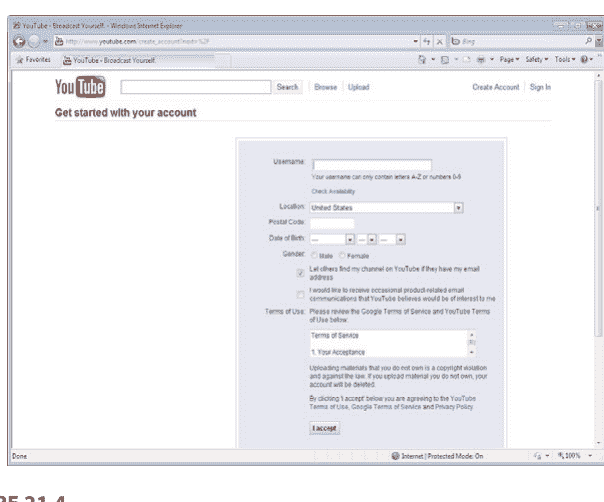 YouTube - Broadcast Yourself. - Windows Internet Explorer
http://www.youtube.com/create_account?next=%2F
Bing
Favorites YouTube - Broadcast Yourself.
Page Safety Tools
YouTube Search Browse Upload Create Account Sign In
Get started with your account
Username:
Your username can only contain letters A-Z or numbers 0-9
Check Availability
Location: United States
Postal Code:
Date of Birth: --- --- ---
Gender: Male Female
Let others find my channel on YouTube if they have my email
address
I would like to receive occasional product-related email
communications that YouTube believes would be of interest to me
Terms of Use: Please review the Google Terms of Service and YouTube Terms
of Use below:
Terms of Service
1. Your Acceptance
Uploading materials that you do not own is a copyright violation
and against the law. If you upload material you do not own, your
account will be deleted.
By clicking 'I accept' below you are agreeing to the YouTube
Terms of Use, Google Terms of Service and Privacy Policy.
I accept
Done Internet | Protected Mode: On 100%